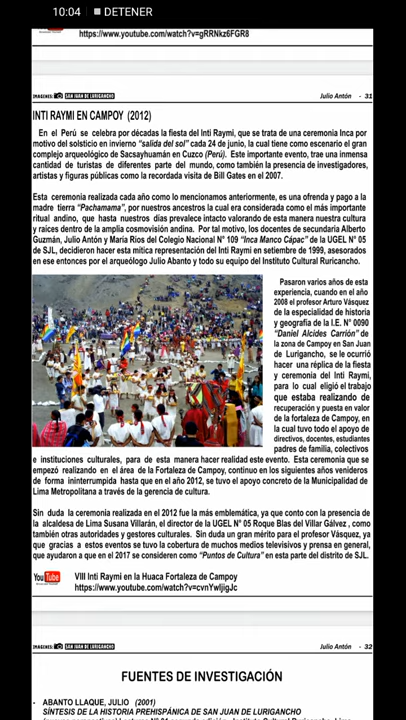 10:04 DETENER
https://www.youtube.com/watch?v=gRRNkz6FGR8
IMAGENES: SAN JUAN DE LURIGANCHO Julio Antón, - 31
INTI RAYMI EN CAMPOY (2012)
En el Perú se celebra por décadas la fiesta del Inti Raymi, que se trata de una ceremonia Inca por
motivo del solsticio en invierno "salida del sol" cada 24 de junio, la cual tiene como escenario el gran
complejo arqueológico de Sacsayhuamán en Cuzco (Perú). Este importante evento, trae una inmensa
cantidad de turistas de diferentes parte del mundo, como también la presencia de investigadores,
artistas y figuras públicas como la recordada visita de Bill Gates en el 2007.
Esta ceremonia realizada cada año como lo mencionamos anteriormente, es una ofrenda y pago a la
madre tierra "Pachamama", por nuestros ancestros la cual era considerada como el más importante
ritual andino, que hasta nuestros días prevalece intacto valorando de esta manera nuestra cultura
y raíces dentro de la amplia cosmovisión andina. Por tal motivo, los docentes de secundaria Alberto
Guzmán, Julio Antón y María Rios del Colegio Nacional N° 109 "Inca Manco Cápac" de la UGEL N° 05
de SJL, decidieron hacer esta mítica representación del Inti Raymi en setiembre de 1999, asesorados
en ese entonces por el arqueólogo Julio Abanto y todo su equipo del Instituto Cultural Ruricancho.
Pasaron varios años de esta
experiencia, cuando en el año
2008 el profesor Arturo Vásquez
de la especialidad de historia
y geografía de la I.E. N° 0090
"Daniel Alcides Carrión" de
la zona de Campoy en San Juan
de Lurigancho, se le ocurrió
hacer una réplica de la fiesta
y ceremonia del Inti Raymi,
para lo cual eligió el trabajo
que estaba realizando de
recuperación y puesta en valor
de la fortaleza de Campoy, en
la cual tuvo todo el apoyo de
directivos, docentes, estudiantes
padres de familia, colectivos
e instituciones culturales, para de esta manera hacer realidad este evento. Esta ceremonia que se
empezó realizando en el área de la Fortaleza de Campoy, continuo en los siguientes años venideros
de forma ininterrumpida hasta que en el año 2012, se tuvo el apoyo concreto de la Municipalidad de
Lima Metropolitana a través de la gerencia de cultura.
Sin duda la ceremonia realizada en el 2012 fue la más emblemática, ya que conto con la presencia de
la alcaldesa de Lima Susana Villarán, el director de la UGEL N° 05 Roque Blas del Villar Gálvez , como
también otras autoridades y gestores culturales. Sin duda un gran mérito para el profesor Vásquez, ya
que gracias a estos eventos se tuvo la cobertura de muchos medios televisivos y prensa en general,
que ayudaron a que en el 2017 se consideren como "Puntos de Cultura" en esta parte del distrito de SJL.
YouTube VIII Inti Raymi en la Huaca Fortaleza de Campoy
https://www.youtube.com/watch?v=cvnYwljigJc
IMAGENES: SAN JUAN DE LURIGANCHO Julio Antón, - 32
FUENTES DE INVESTIGACIÓN
- ABANTO LLAQUE, JULIO (2001)
SÍNTESIS DE LA HISTORIA PREHISPÁNICA DE SAN JUAN DE LURIGANCHO